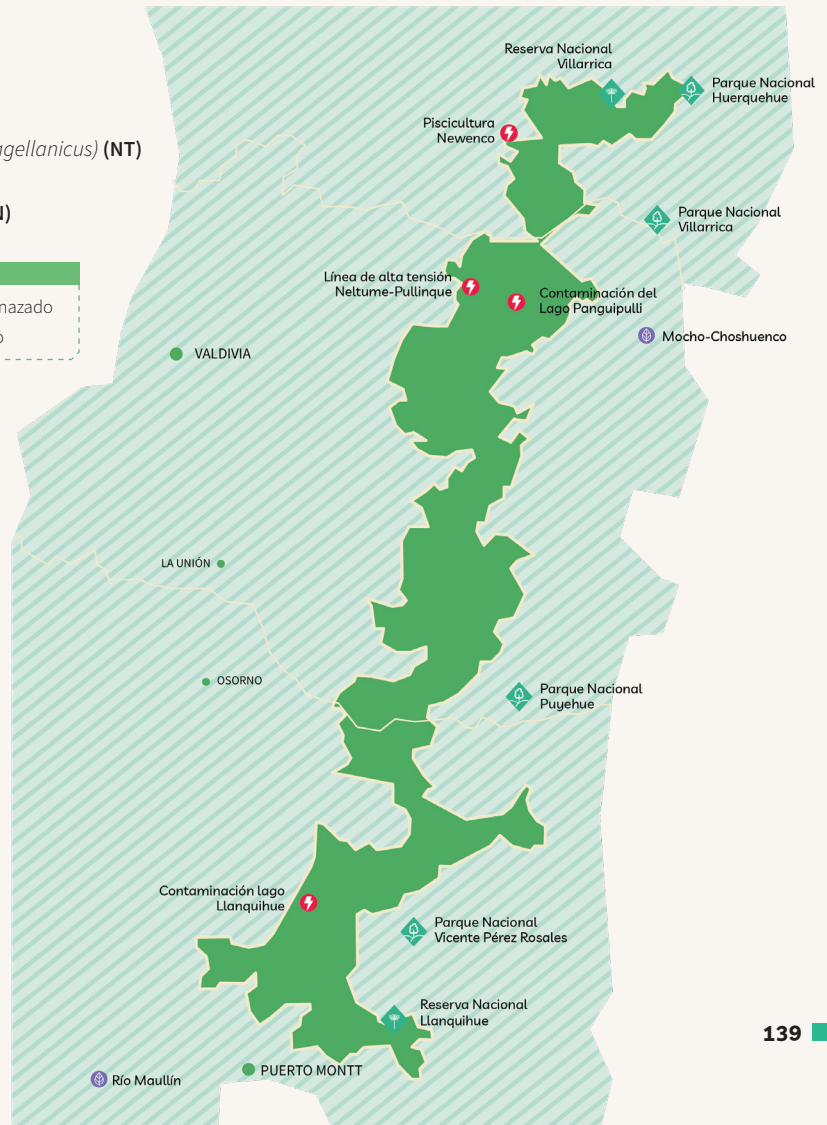 Reserva Nacional
Villarrica
Parque Nacional
Huerquehue
Piscicultura
Newenco
agellanicus) (NT)
Parque Nacional
Villarrica
Línea de alta tensión
Neltume-Pullinque
Contaminación del
Lago Panguipulli
nazado
o
Mocho-Choshuenco
VALDIVIA
LA UNIÓN
OSORNO
Parque Nacional
Puyehue
Contaminación lago
Llanquihue
Parque Nacional
Vicente Pérez Rosales
Reserva Nacional
Llanquihue
139
PUERTO MONTT
Río Maullín